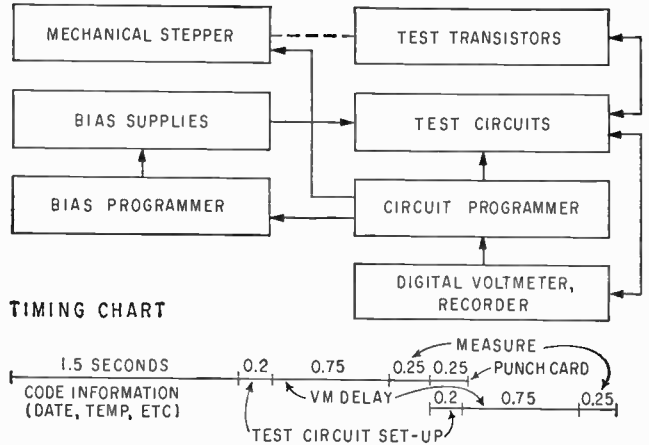 MECHANICAL STEPPER
TEST TRANSISTORS
BIAS SUPPLIES
TEST CIRCUITS
BIAS PROGRAMMER
CIRCUIT PROGRAMMER
DIGITAL VOLTMETER,
RECORDER
TIMING CHART
MEASURE
1.5 SECONDS
0.2
0.75
0.25
0.25
PUNCH CARD
CODE INFORMATION
(DATE, TEMP, ETC)
VM DELAY
0.2
0.75
0.25
TEST CIRCUIT SET-UP